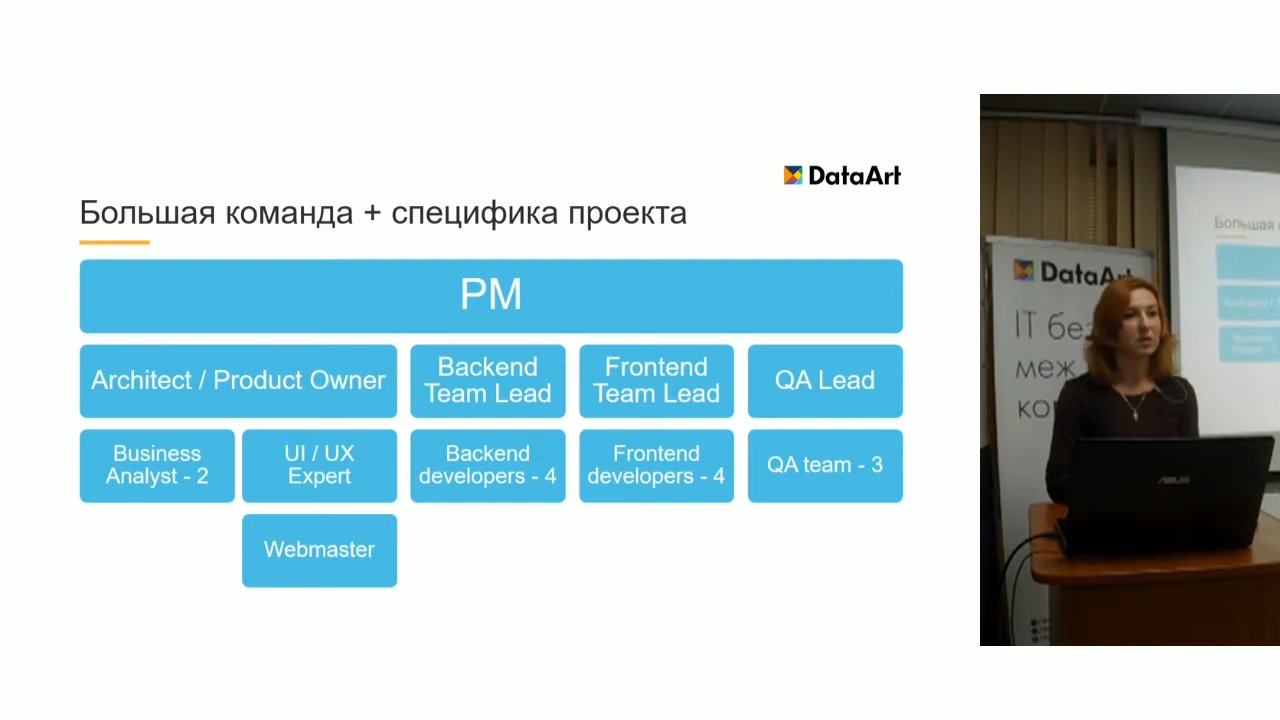 DataArt
Большая команда + специфика проекта
PM
Architect / Product Owner
Backend
Team Lead
Frontend
Team Lead
QA Lead
Business
Analyst - 2
UI / UX
Expert
Backend
developers - 4
Frontend
developers - 4
QA team - 3
Webmaster
DataArt
IT без
меж
ко
Большая
ASUS